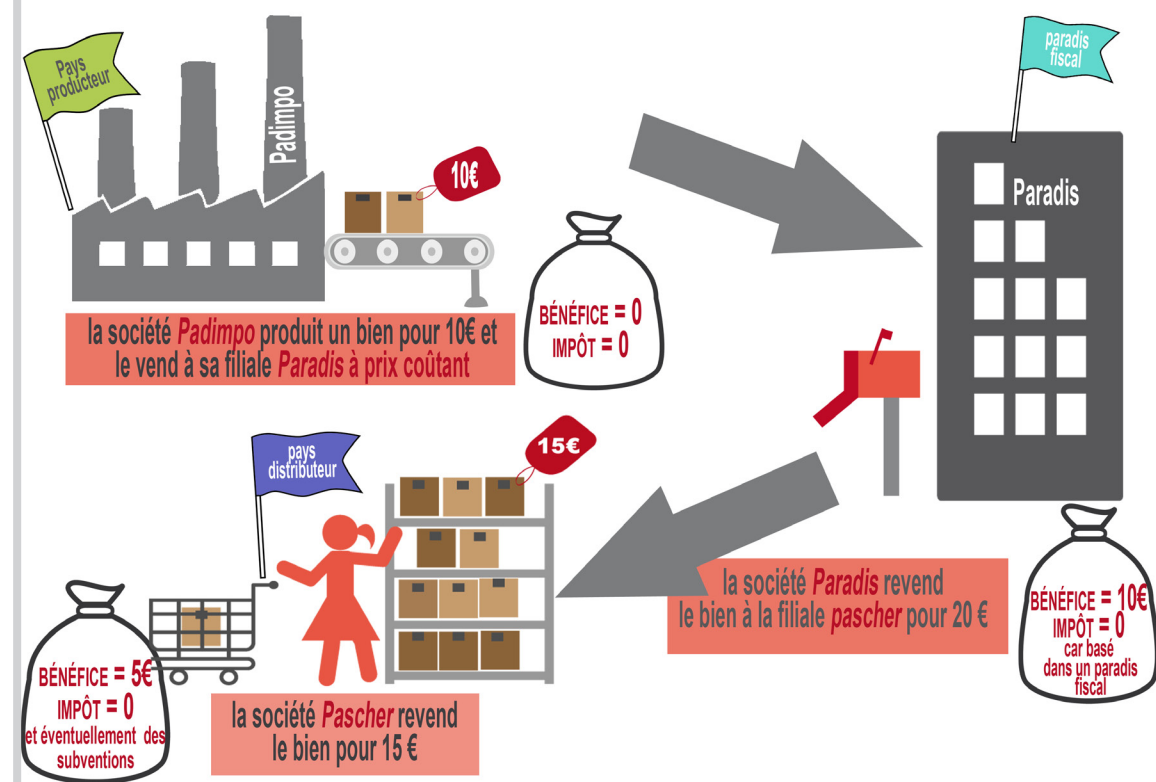 Pays
producteur
Padimpo
10€
la société Padimpo produit un bien pour 10€ et
le vend à sa filiale Paradis à prix coûtant
BÉNÉFICE = 0
IMPÔT = 0
paradis
fiscal
Paradis
la société Paradis revend
le bien à la filiale pascher pour 20 €
BÉNÉFICE = 10€
IMPÔT = 0
car basé
dans un paradis
fiscal
pays
distributeur
15€
la société Pascher revend
le bien pour 15 €
BÉNÉFICE = 5€
IMPÔT = 0
et éventuellement des
subventions